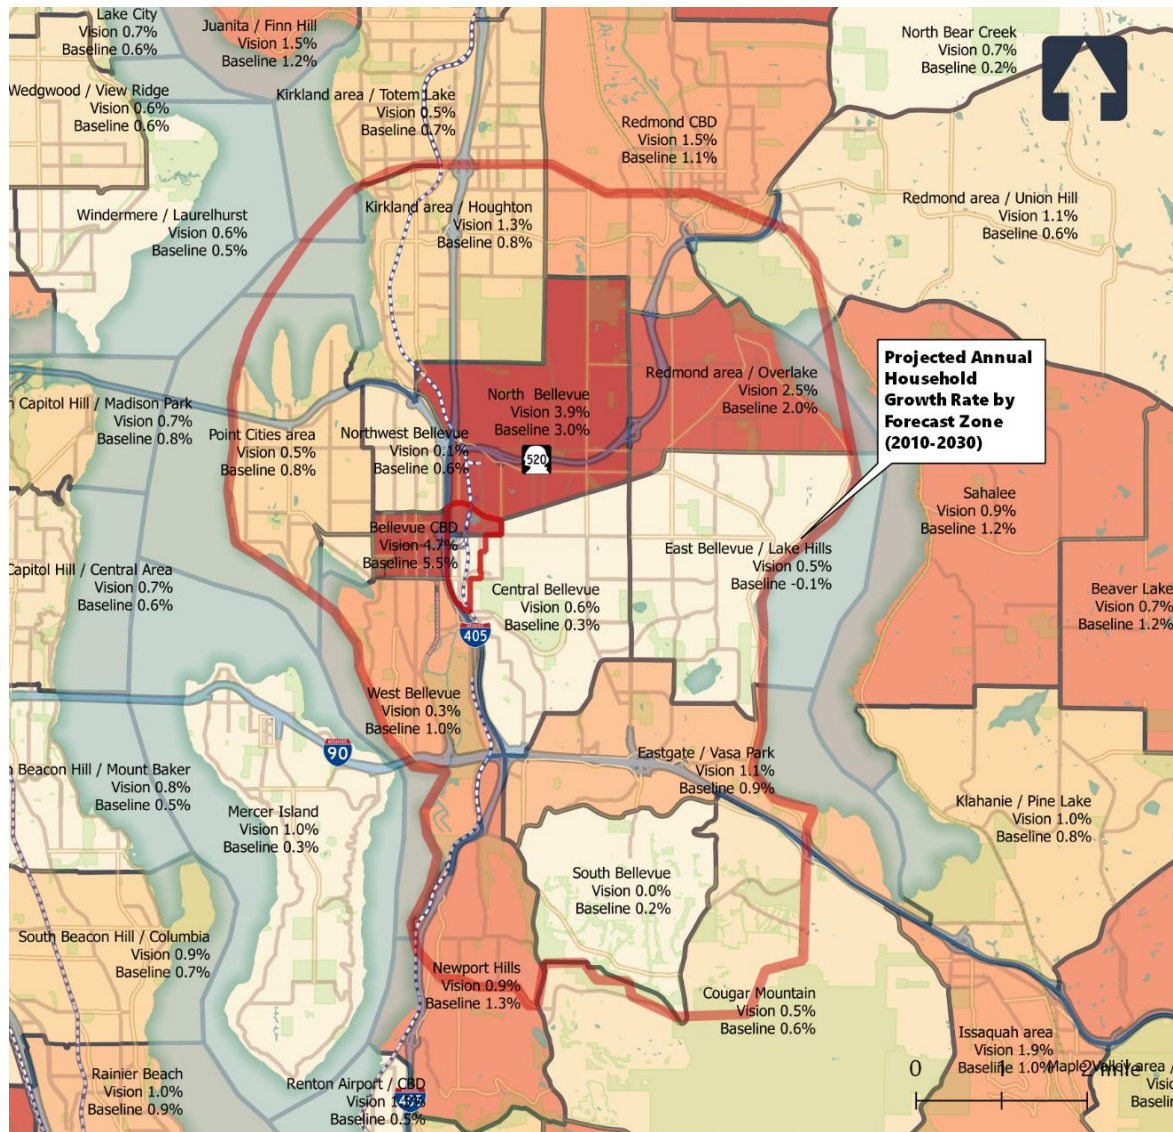 Lake City
Vision 0.7%
Baseline 0.6%
Juanita / Finn Hill
Vision 1.5%
Baseline 1.2%
North Bear Creek
Vision 0.7%
Baseline 0.2%
Wedgwood / View Ridge
Vision 0.6%
Baseline 0.6%
Kirkland area / Totem Lake
Vision 0.5%
Baseline 0.7%
Redmond CBD
Vision 1.5%
Baseline 1.1%
Windermere / Laurelhurst
Vision 0.6%
Baseline 0.5%
Kirkland area / Houghton
Vision 1.3%
Baseline 0.8%
Redmond area / Union Hill
Vision 1.1%
Baseline 0.6%
Projected Annual
Household
Growth Rate by
Forecast Zone
(2010-2030)
Capitol Hill / Madison Park
Vision 0.7%
Baseline 0.8%
Point Cities area
Vision 0.5%
Baseline 0.8%
Northwest Bellevue
Vision 0.1%
Baseline 0.6%
North Bellevue
Vision 3.9%
Baseline 3.0%
520
Redmond area / Overlake
Vision 2.5%
Baseline 2.0%
Sahalee
Vision 0.9%
Baseline 1.2%
Bellevue CBD
Vision 4.7%
Baseline 5.5%
East Bellevue / Lake Hills
Vision 0.5%
Baseline -0.1%
Capitol Hill / Central Area
Vision 0.7%
Baseline 0.6%
Central Bellevue
Vision 0.6%
Baseline 0.3%
Beaver Lake
Vision 0.7%
Baseline 1.2%
405
West Bellevue
Vision 0.3%
Baseline 1.0%
90
Eastgate / Vasa Park
Vision 1.1%
Baseline 0.9%
Beacon Hill / Mount Baker
Vision 0.8%
Baseline 0.5%
Mercer Island
Vision 1.0%
Baseline 0.3%
Klahanie / Pine Lake
Vision 1.0%
Baseline 0.8%
South Bellevue
Vision 0.0%
Baseline 0.2%
South Beacon Hill / Columbia
Vision 0.9%
Baseline 0.7%
Newport Hills
Vision 0.9%
Baseline 1.3%
Cougar Mountain
Vision 0.5%
Baseline 0.6%
Issaquah area
Vision 1.9%
Baseline 1.0%
Maple Valley area /
0 1 2 mile
Rainier Beach
Vision 1.0%
Baseline 0.9%
Renton Airport / CBD
Vision
405
Baseline 0.5%